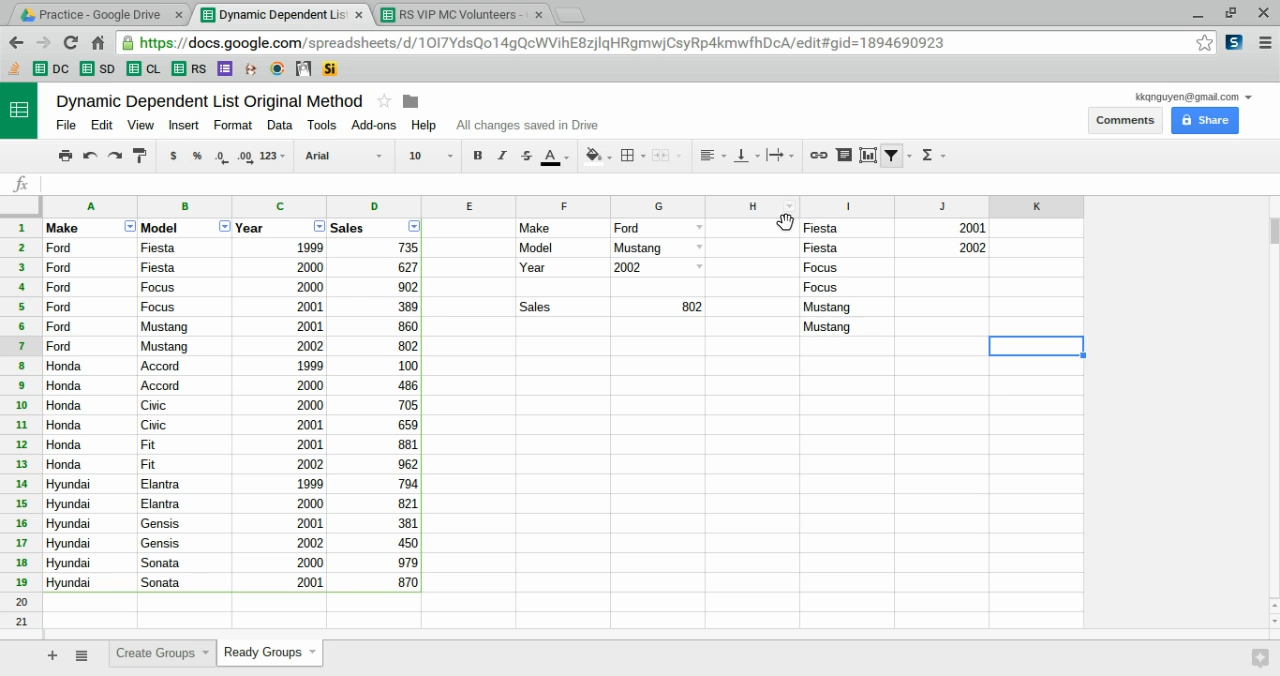 Practice - Google Drive × Dynamic Dependent List × RS VIP MC Volunteers - ×
https://docs.google.com/spreadsheets/d/1OI7YdsQo14gQcWVihE8zjlqHRgmwjCsyRp4kmwfhDcA/edit#gid=1894690923
DC SD CL RS Si
Dynamic Dependent List Original Method kkqnguyen@gmail.com
File Edit View Insert Format Data Tools Add-ons Help All changes saved in Drive Comments Share
$ % .0 .00 123 Arial 10 B I S A Σ
fx
A B C D E F G H I J K
1 Make Model Year Sales Make Ford Fiesta 2001
2 Ford Fiesta 1999 735 Model Mustang Fiesta 2002
3 Ford Fiesta 2000 627 Year 2002 Focus
4 Ford Focus 2000 902 Focus
5 Ford Focus 2001 389 Sales 802 Mustang
6 Ford Mustang 2001 860 Mustang
7 Ford Mustang 2002 802
8 Honda Accord 1999 100
9 Honda Accord 2000 486
10 Honda Civic 2000 705
11 Honda Civic 2001 659
12 Honda Fit 2001 881
13 Honda Fit 2002 962
14 Hyundai Elantra 1999 794
15 Hyundai Elantra 2000 821
16 Hyundai Gensis 2001 381
17 Hyundai Gensis 2002 450
18 Hyundai Sonata 2000 979
19 Hyundai Sonata 2001 870
20
21
+ Create Groups Ready Groups